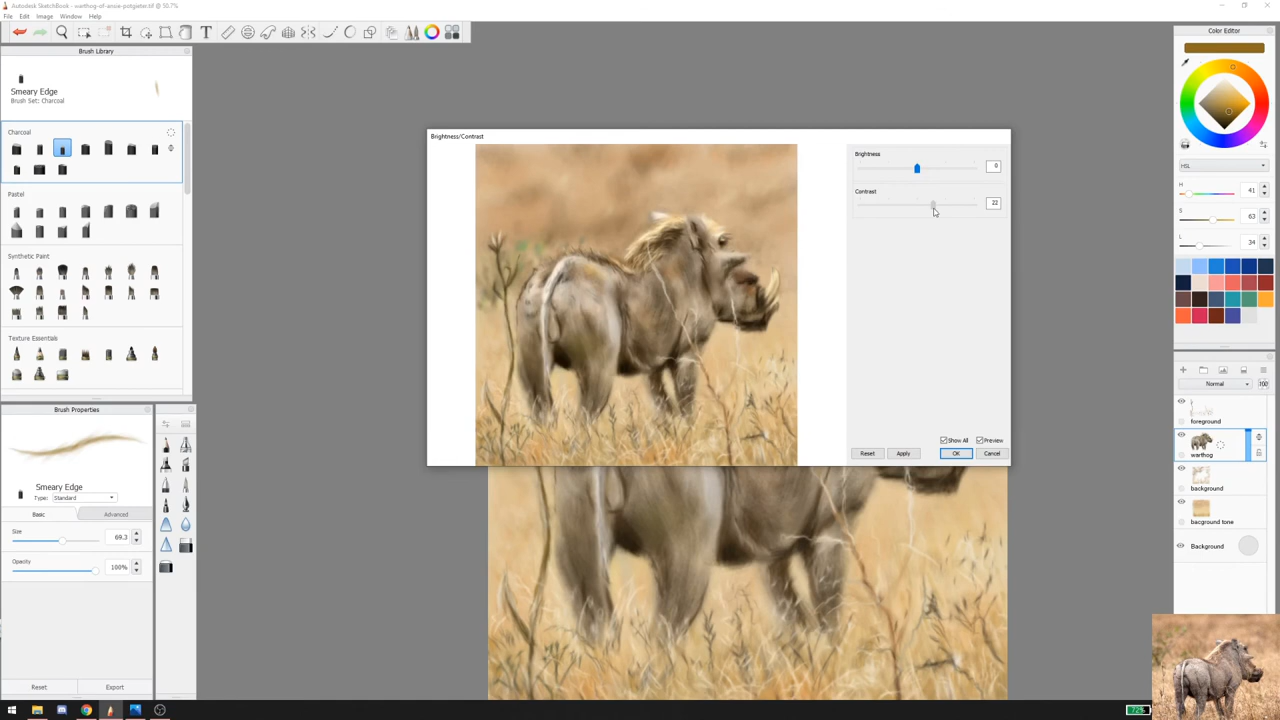 Autodesk SketchBook - warthog-of-ansie-potgieter.tif @ 50.7%
File Edit Image Window Help
Brush Library
Smeary Edge
Brush Set: Charcoal
Charcoal
Pastel
Synthetic Paint
Texture Essentials
Brush Properties
Smeary Edge
Type: Standard
Basic Advanced
Size
69.3
Opacity
100%
Reset Export
Brightness/Contrast
Brightness
0
Contrast
22
Show All Preview
Reset Apply OK Cancel
Color Editor
HSL
H 41
S 63
L 34
Normal 100
foreground
warthog
background
bacground tone
Background
72%